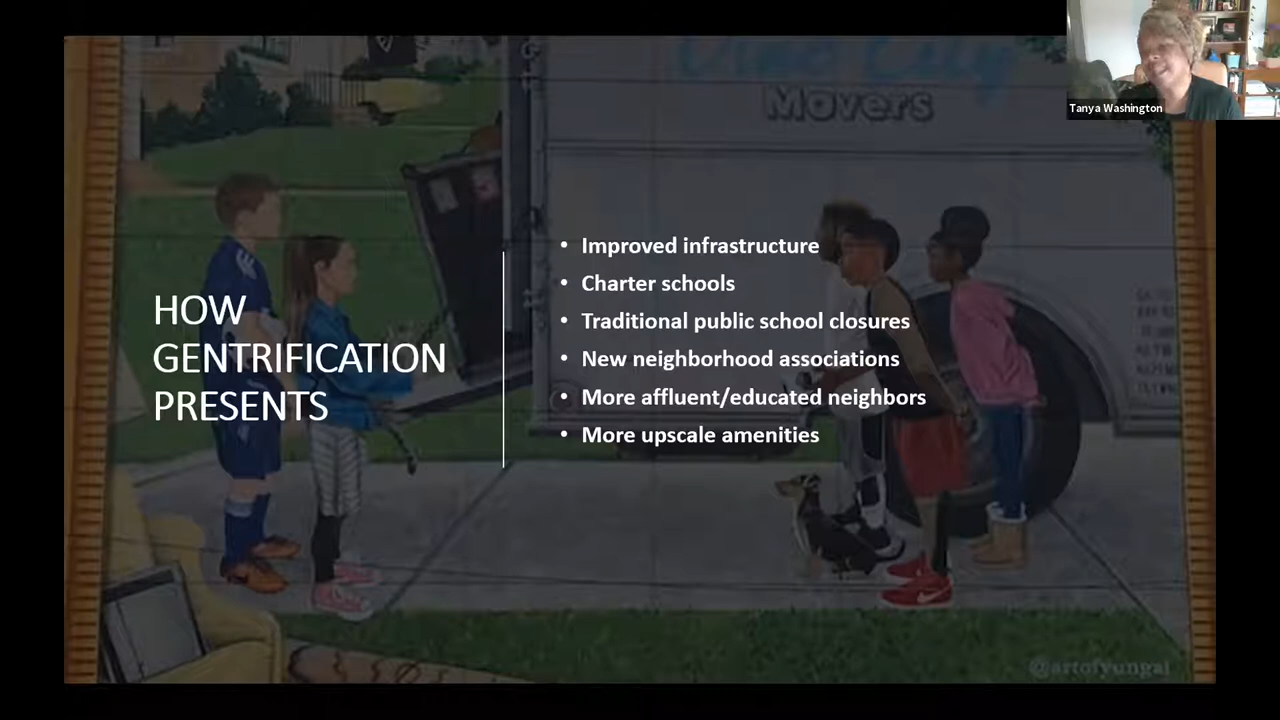 Movers
Tanya Washington
HOW
GENTRIFICATION
PRESENTS
• Improved infrastructure
• Charter schools
• Traditional public school closures
• New neighborhood associations
• More affluent/educated neighbors
• More upscale amenities
@artofyungai